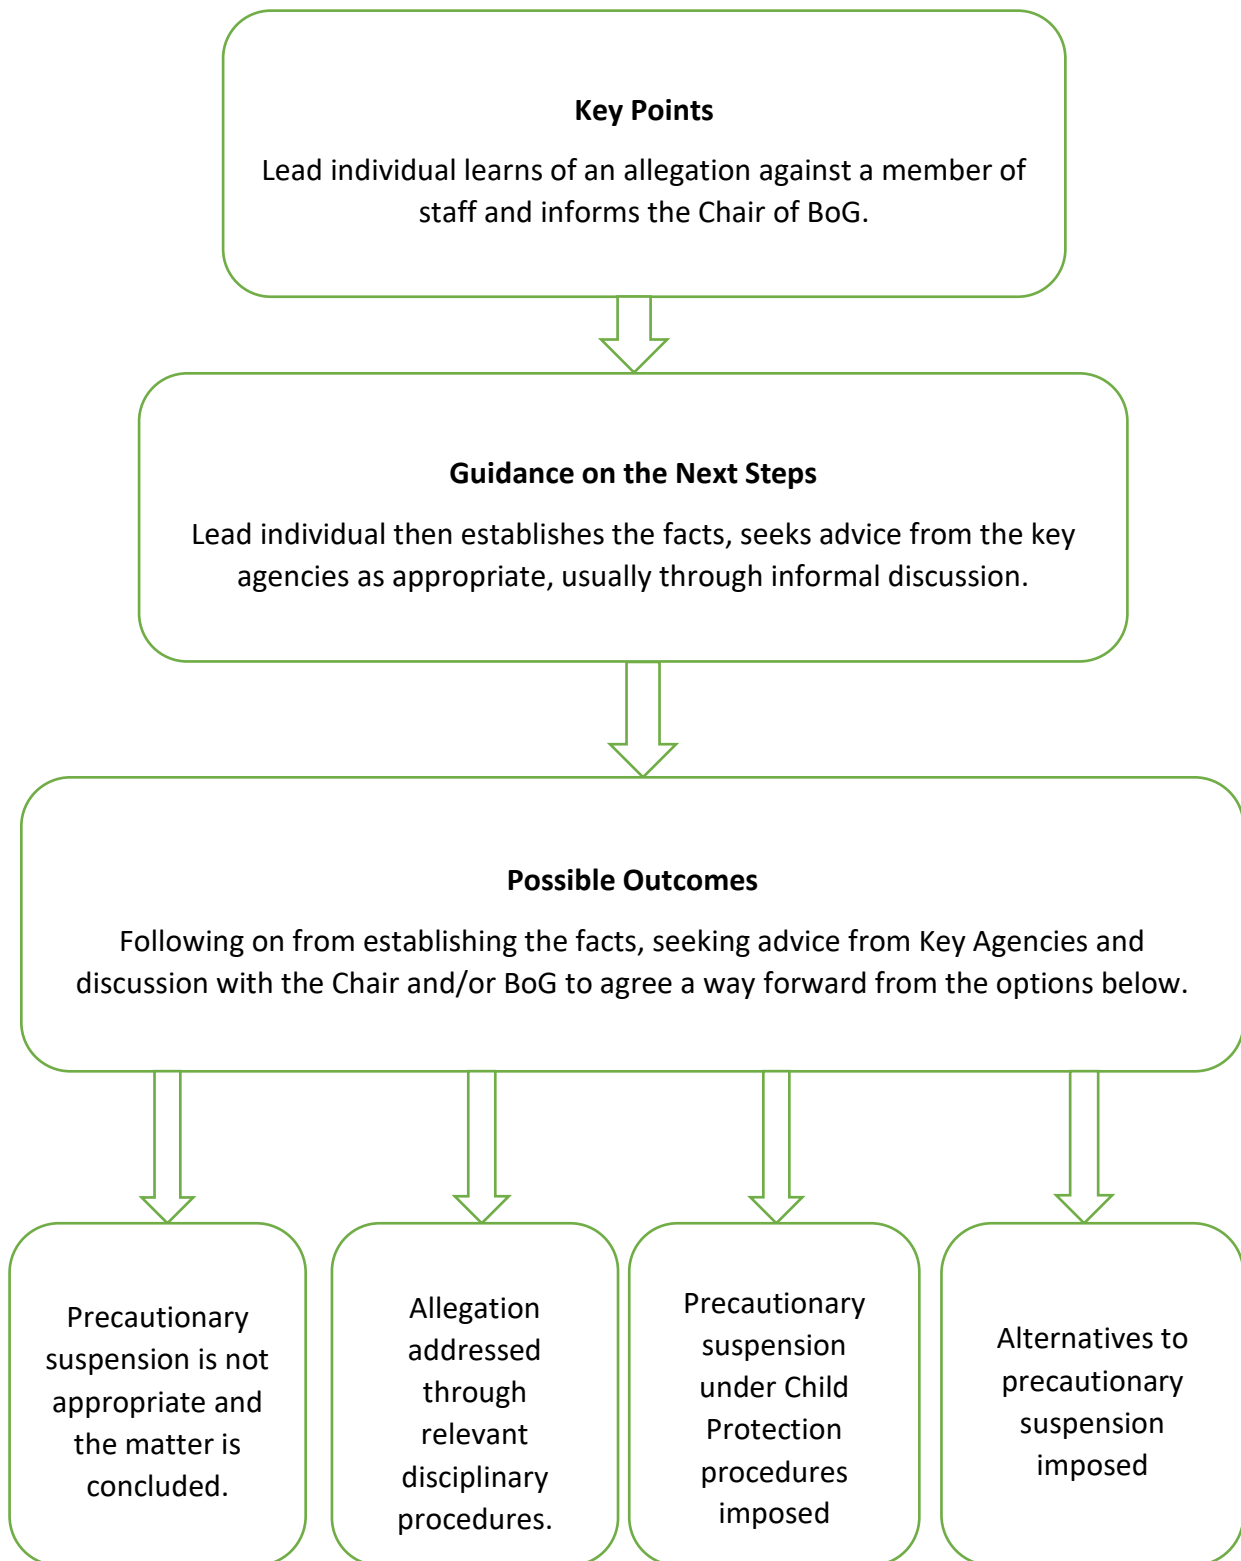 Key Points
Lead individual learns of an allegation against a member of
staff and informs the Chair of BoG.
Guidance on the Next Steps
Lead individual then establishes the facts, seeks advice from the key
agencies as appropriate, usually through informal discussion.
Possible Outcomes
Following on from establishing the facts, seeking advice from Key Agencies and
discussion with the Chair and/or BoG to agree a way forward from the options below.
Precautionary
suspension is not
appropriate and
the matter is
concluded.
Allegation
addressed
through
relevant
disciplinary
procedures.
Precautionary
suspension
under Child
Protection
procedures
imposed
Alternatives to
precautionary
suspension
imposed